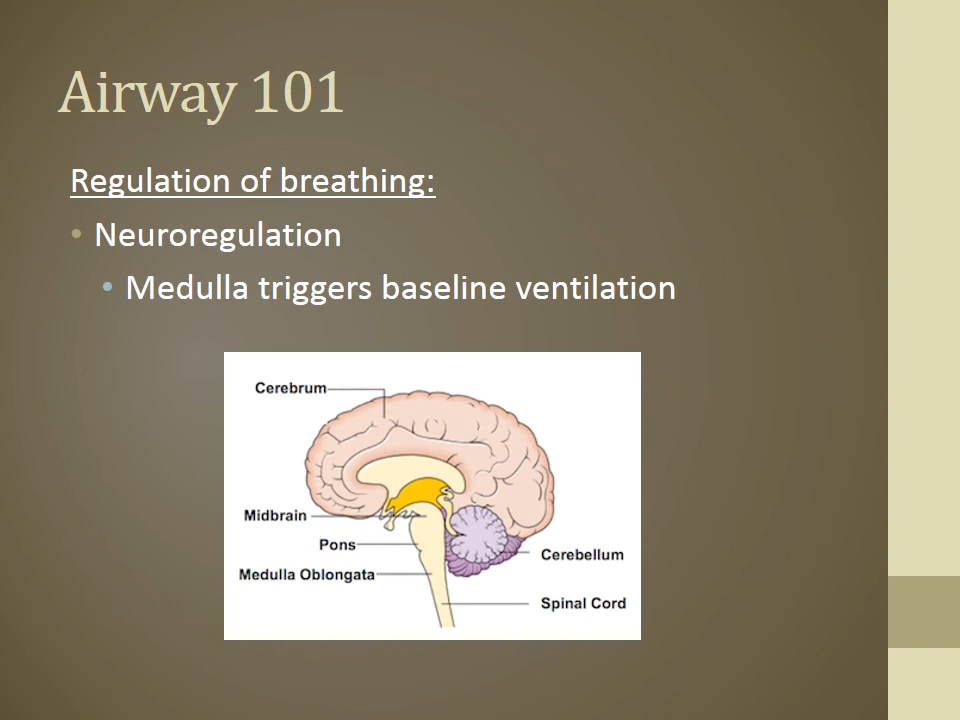 Airway 101
Regulation of breathing:
• Neuroregulation
• Medulla triggers baseline ventilation
Cerebrum
Midbrain
Pons
Medulla Oblongata
Cerebellum
Spinal Cord